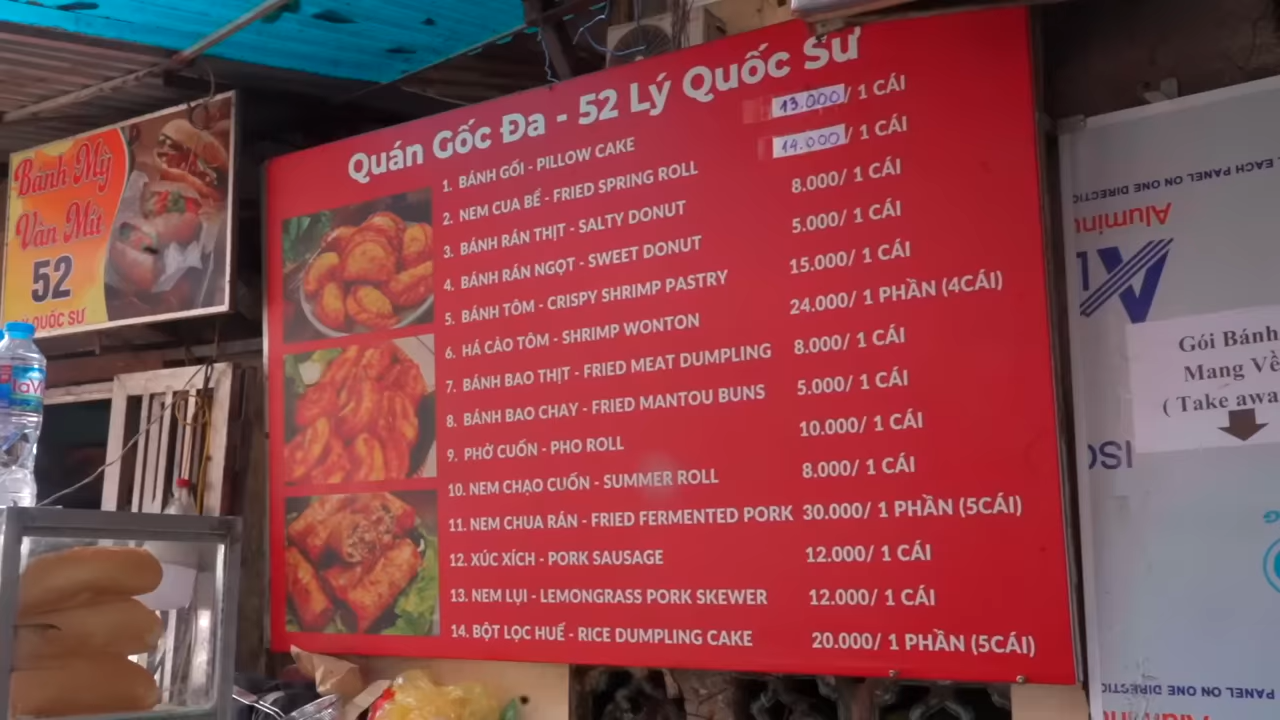 Bánh Mỳ
Vân Mít
52
QUỐC SƯ
Quán Gốc Đa - 52 Lý Quốc Sư
1. BÁNH GỐI - PILLOW CAKE 13.000/ 1 CÁI
2. NEM CUA BỂ - FRIED SPRING ROLL 14.000/ 1 CÁI
3. BÁNH RÁN THỊT - SALTY DONUT 8.000/ 1 CÁI
4. BÁNH RÁN NGỌT - SWEET DONUT 5.000/ 1 CÁI
5. BÁNH TÔM - CRISPY SHRIMP PASTRY 15.000/ 1 CÁI
6. HÁ CẢO TÔM - SHRIMP WONTON 24.000/ 1 PHẦN (4CÁI)
7. BÁNH BAO THỊT - FRIED MEAT DUMPLING 8.000/ 1 CÁI
8. BÁNH BAO CHAY - FRIED MANTOU BUNS 5.000/ 1 CÁI
9. PHỞ CUỐN - PHO ROLL 10.000/ 1 CÁI
10. NEM CHẠO CUỐN - SUMMER ROLL 8.000/ 1 CÁI
11. NEM CHUA RÁN - FRIED FERMENTED PORK 30.000/ 1 PHẦN (5CÁI)
12. XÚC XÍCH - PORK SAUSAGE 12.000/ 1 CÁI
13. NEM LỤI - LEMONGRASS PORK SKEWER 12.000/ 1 CÁI
14. BỘT LỌC HUẾ - RICE DUMPLING CAKE 20.000/ 1 PHẦN (5CÁI)
EACH PANEL ON ONE DIRECTIO
Aluminu
Gói Bánh
Mang Về
( Take awa
PANEL ON ONE DIRESTIC